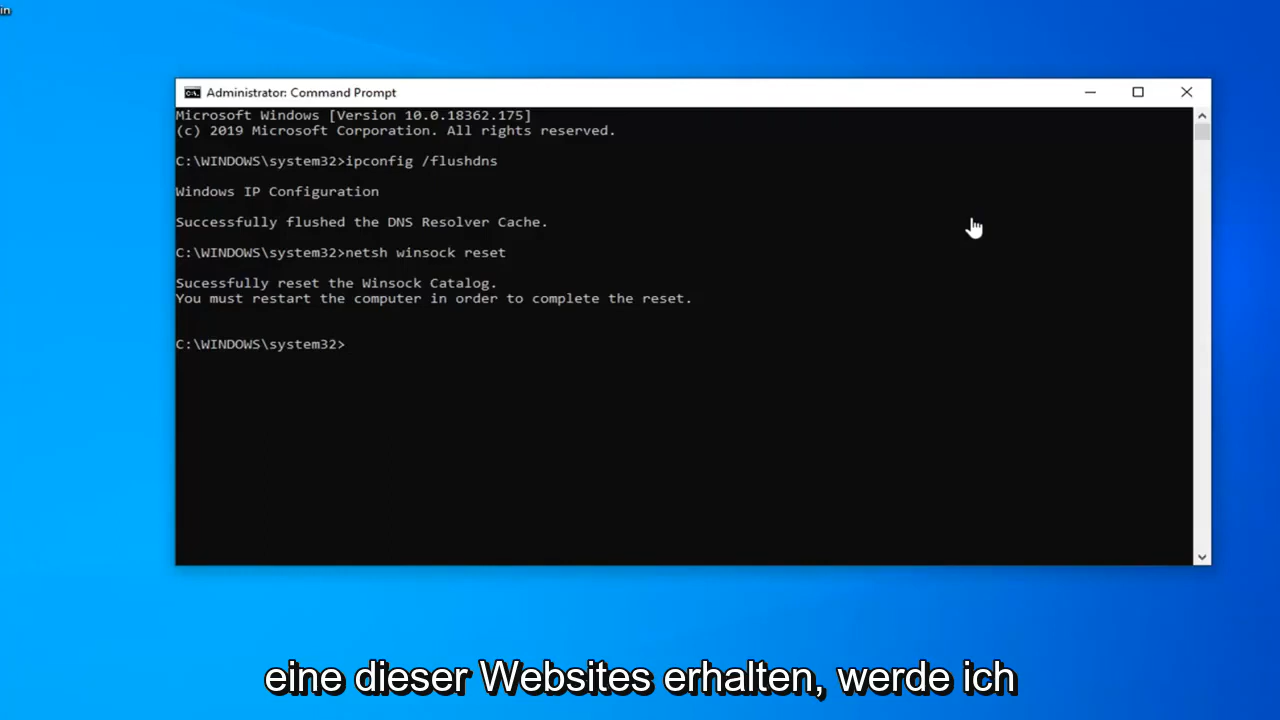 in
Administrator: Command Prompt
Microsoft Windows [Version 10.0.18362.175]
(c) 2019 Microsoft Corporation. All rights reserved.
C:\WINDOWS\system32>ipconfig /flushdns
Windows IP Configuration
Successfully flushed the DNS Resolver Cache.
C:\WINDOWS\system32>netsh winsock reset
Sucessfully reset the Winsock Catalog.
You must restart the computer in order to complete the reset.
C:\WINDOWS\system32>
eine dieser Websites erhalten, werde ich